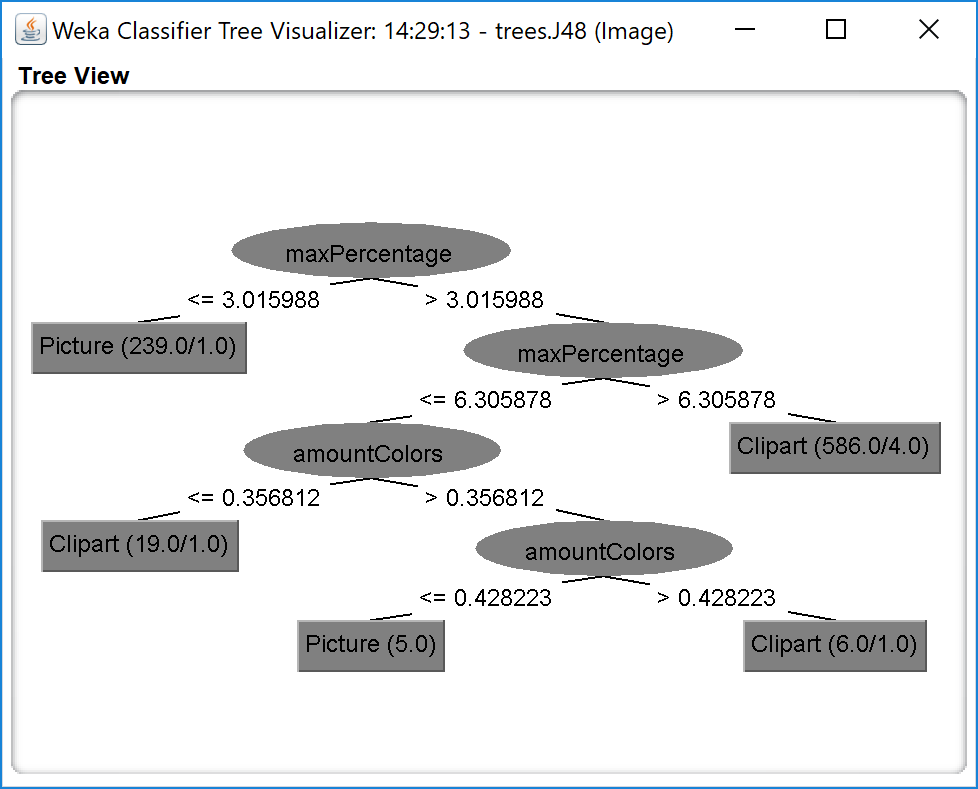 Weka Classifier Tree Visualizer: 14:29:13 - trees.J48 (Image)
Tree View
maxPercentage
<= 3.015988
> 3.015988
Picture (239.0/1.0)
maxPercentage
<= 6.305878
> 6.305878
amountColors
Clipart (586.0/4.0)
<= 0.356812
> 0.356812
Clipart (19.0/1.0)
amountColors
<= 0.428223
> 0.428223
Picture (5.0)
Clipart (6.0/1.0)